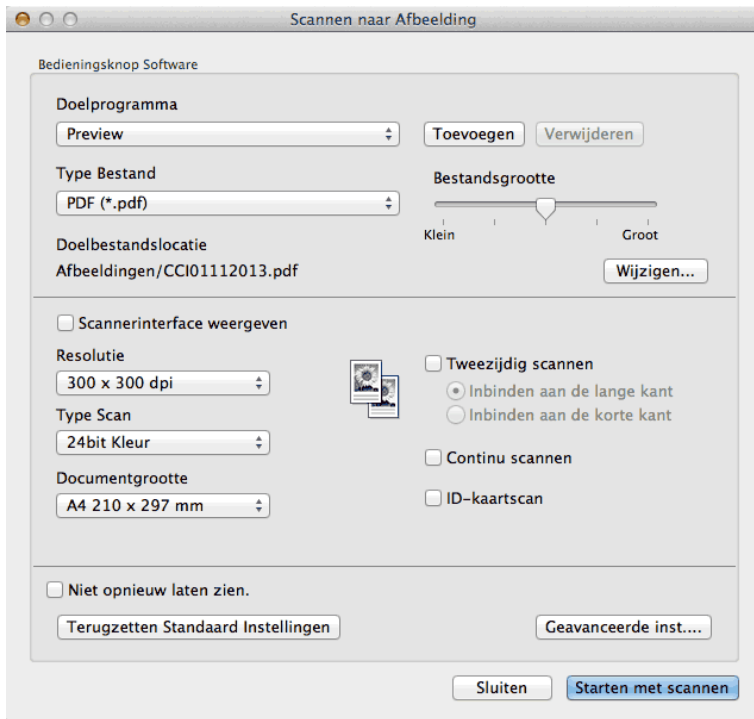 Scannen naar Afbeelding
Bedieningsknop Software
Doelprogramma
Preview
Toevoegen
Verwijderen
Type Bestand
PDF (*.pdf)
Bestandsgrootte
Klein
Groot
Doelbestandslocatie
Afbeeldingen/CCI01112013.pdf
Wijzigen...
Scannerinterface weergeven
Resolutie
300 x 300 dpi
Type Scan
24bit Kleur
Documentgrootte
A4 210 x 297 mm
Tweezijdig scannen
Inbinden aan de lange kant
Inbinden aan de korte kant
Continu scannen
ID-kaartscan
Niet opnieuw laten zien.
Terugzetten Standaard Instellingen
Geavanceerde inst....
Sluiten
Starten met scannen